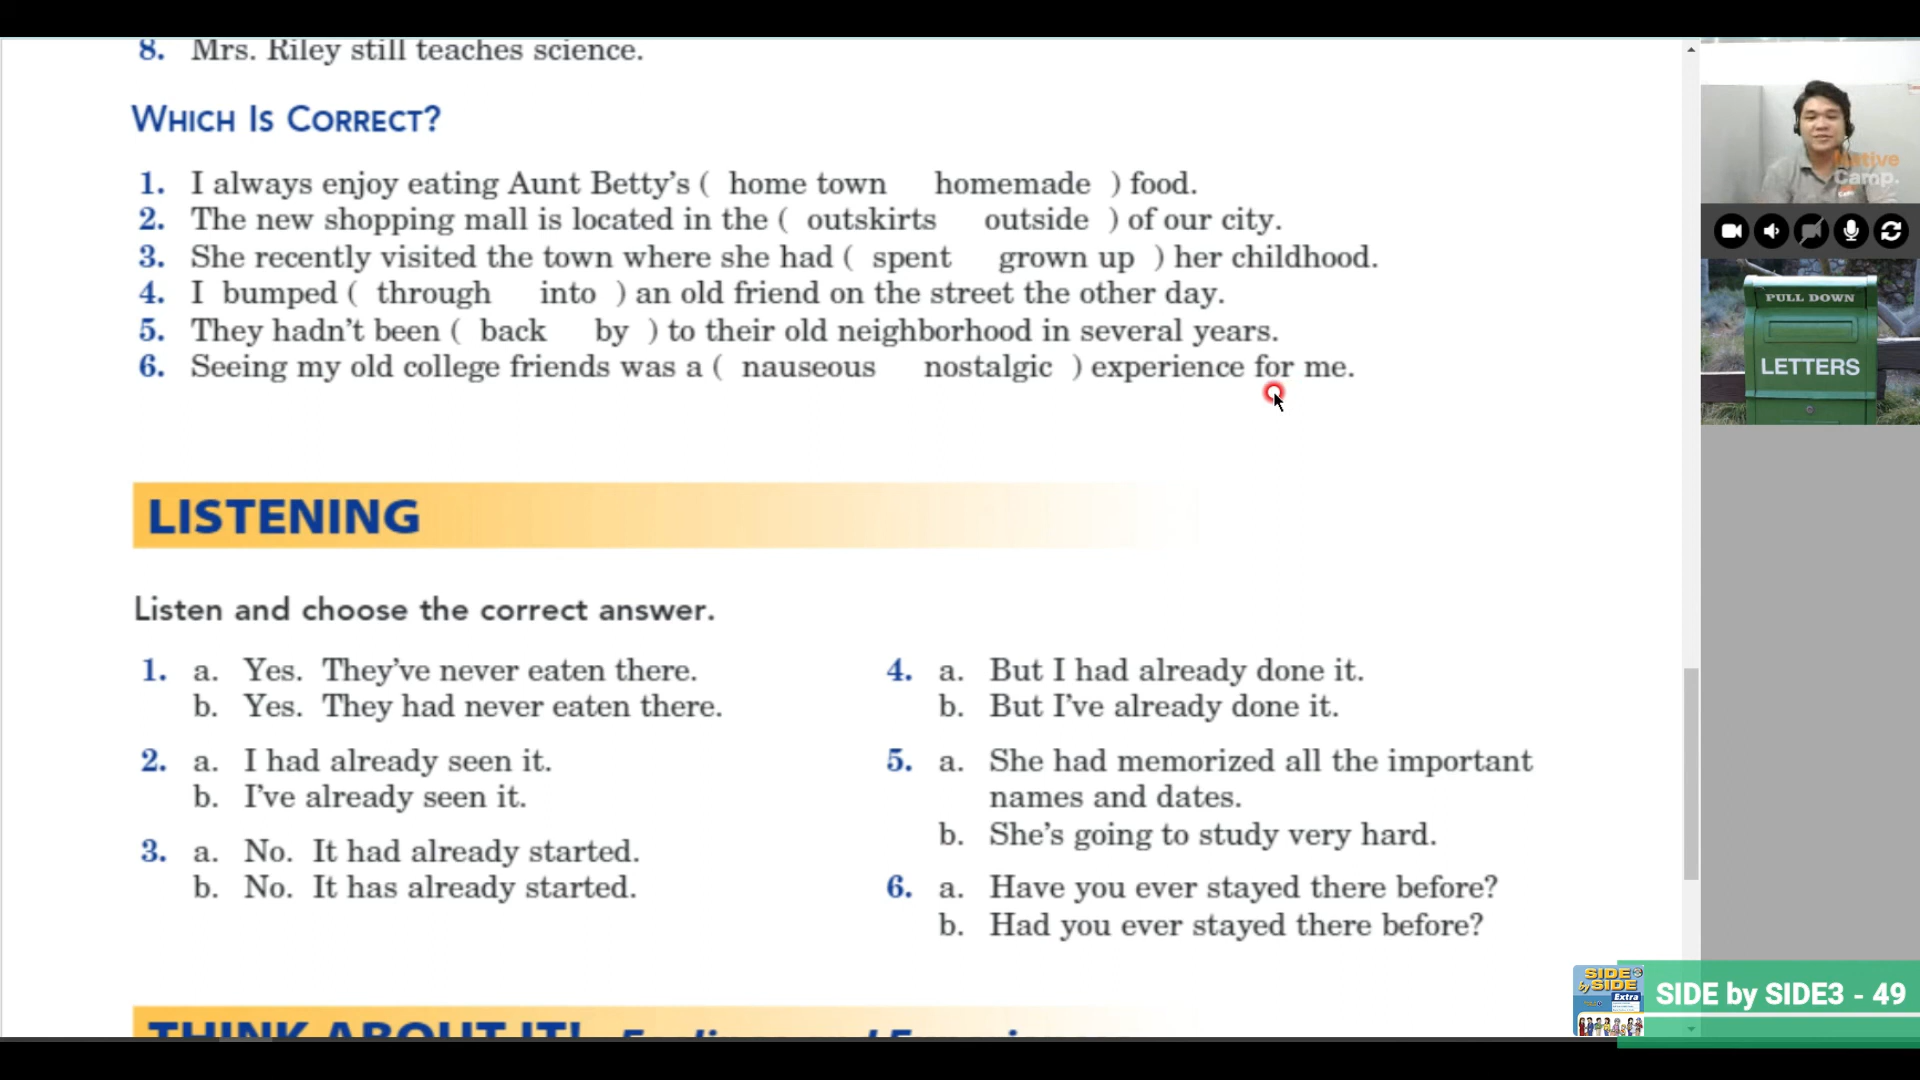 8. Mrs. Riley still teaches science.
WHICH IS CORRECT?
1. I always enjoy eating Aunt Betty's ( home town homemade ) food.
2. The new shopping mall is located in the ( outskirts outside ) of our city.
3. She recently visited the town where she had ( spent grown up ) her childhood.
4. I bumped ( through into ) an old friend on the street the other day.
5. They hadn't been ( back by ) to their old neighborhood in several years.
6. Seeing my old college friends was a ( nauseous nostalgic ) experience for me.
LISTENING
Listen and choose the correct answer.
1. a. Yes. They've never eaten there.
b. Yes. They had never eaten there.
2. a. I had already seen it.
b. I've already seen it.
3. a. No. It had already started.
b. No. It has already started.
4. a. But I had already done it.
b. But I've already done it.
5. a. She had memorized all the important
names and dates.
b. She's going to study very hard.
6. a. Have you ever stayed there before?
b. Had you ever stayed there before?
THINK ABOUT IT!
Native
Camp.
PULL DOWN
LETTERS
SIDE
by SIDE
Extra
SIDE by SIDE3 - 49